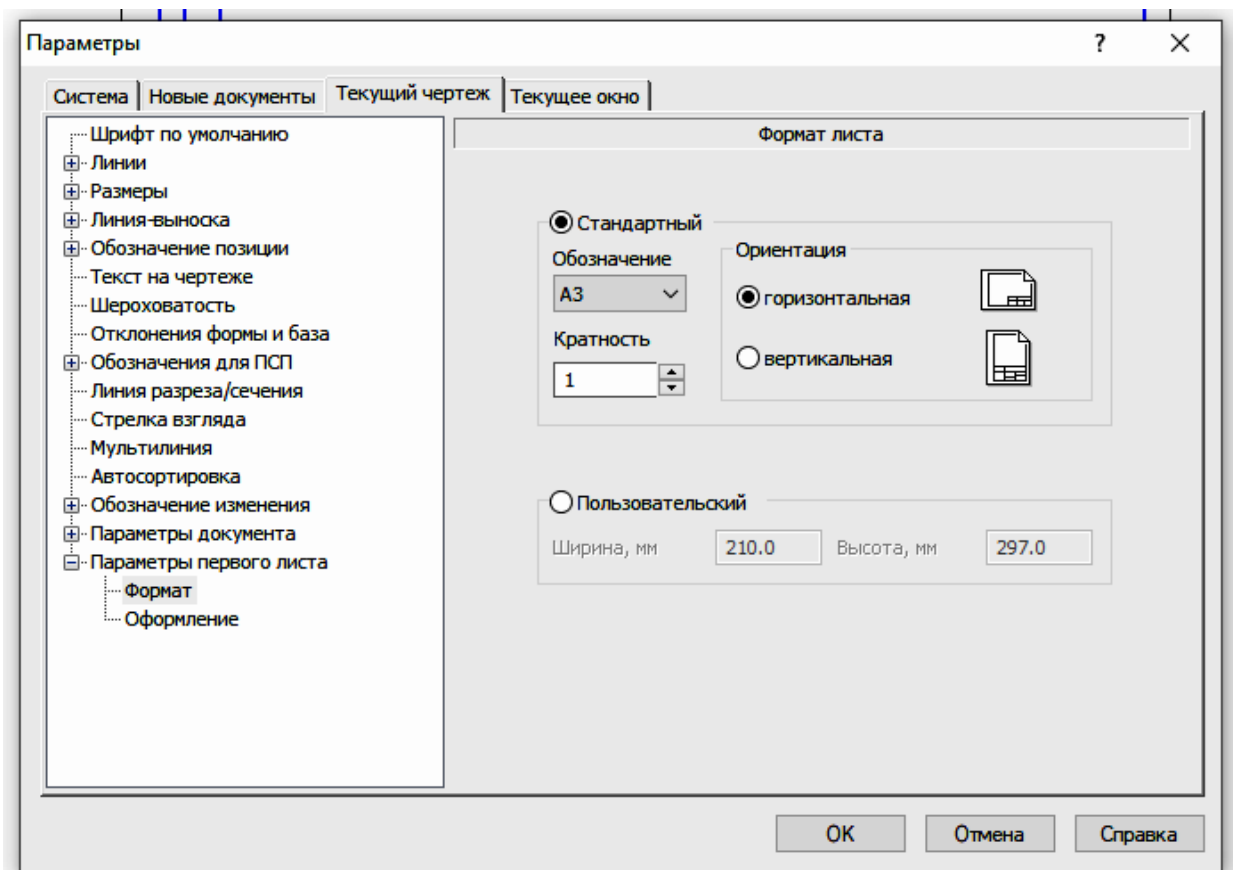 Параметры
?
Система
Новые документы
Текущий чертеж
Текущее окно
Шрифт по умолчанию
Линии
Размеры
Линия-выноска
Обозначение позиции
Текст на чертеже
Шероховатость
Отклонения формы и база
Обозначения для ПСП
Линия разреза/сечения
Стрелка взгляда
Мультилиния
Автосортировка
Обозначение изменения
Параметры документа
Параметры первого листа
Формат
Оформление
Формат листа
Стандартный
Обозначение
A3
Кратность
1
Ориентация
горизонтальная
вертикальная
Пользовательский
Ширина, мм 210.0 Высота, мм 297.0
OK Отмена Справка